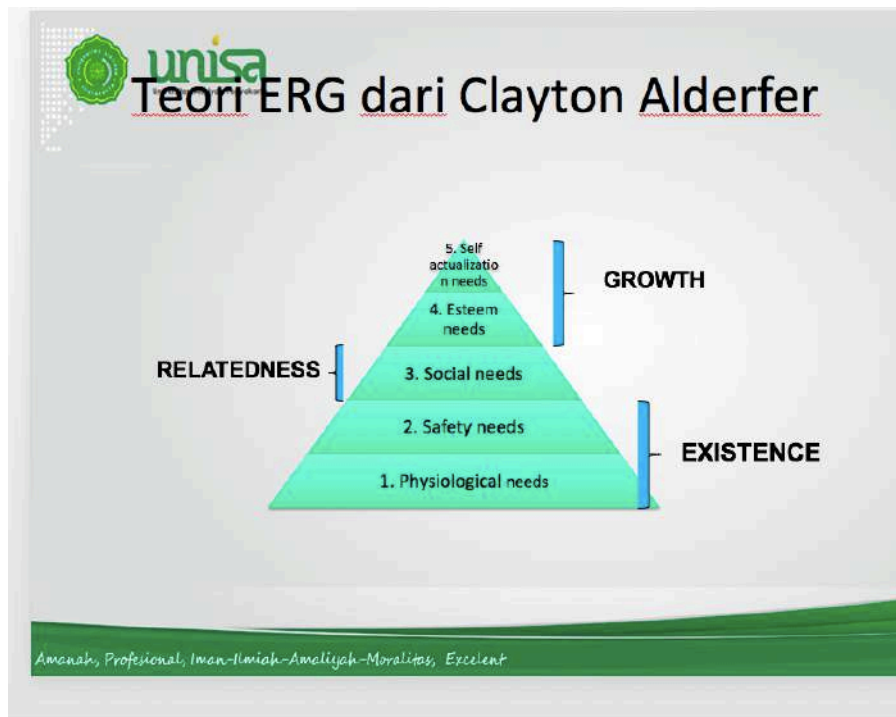 unisa
Teori ERG dari Clayton Alderfer
5. Self
actualizatio
n needs
GROWTH
4. Esteem
needs
RELATEDNESS
3. Social needs
2. Safety needs
EXISTENCE
1. Physiological needs
Amanah, Profesional, Iman-Ilmiah-Amaliyah-Moralitas, Excelent